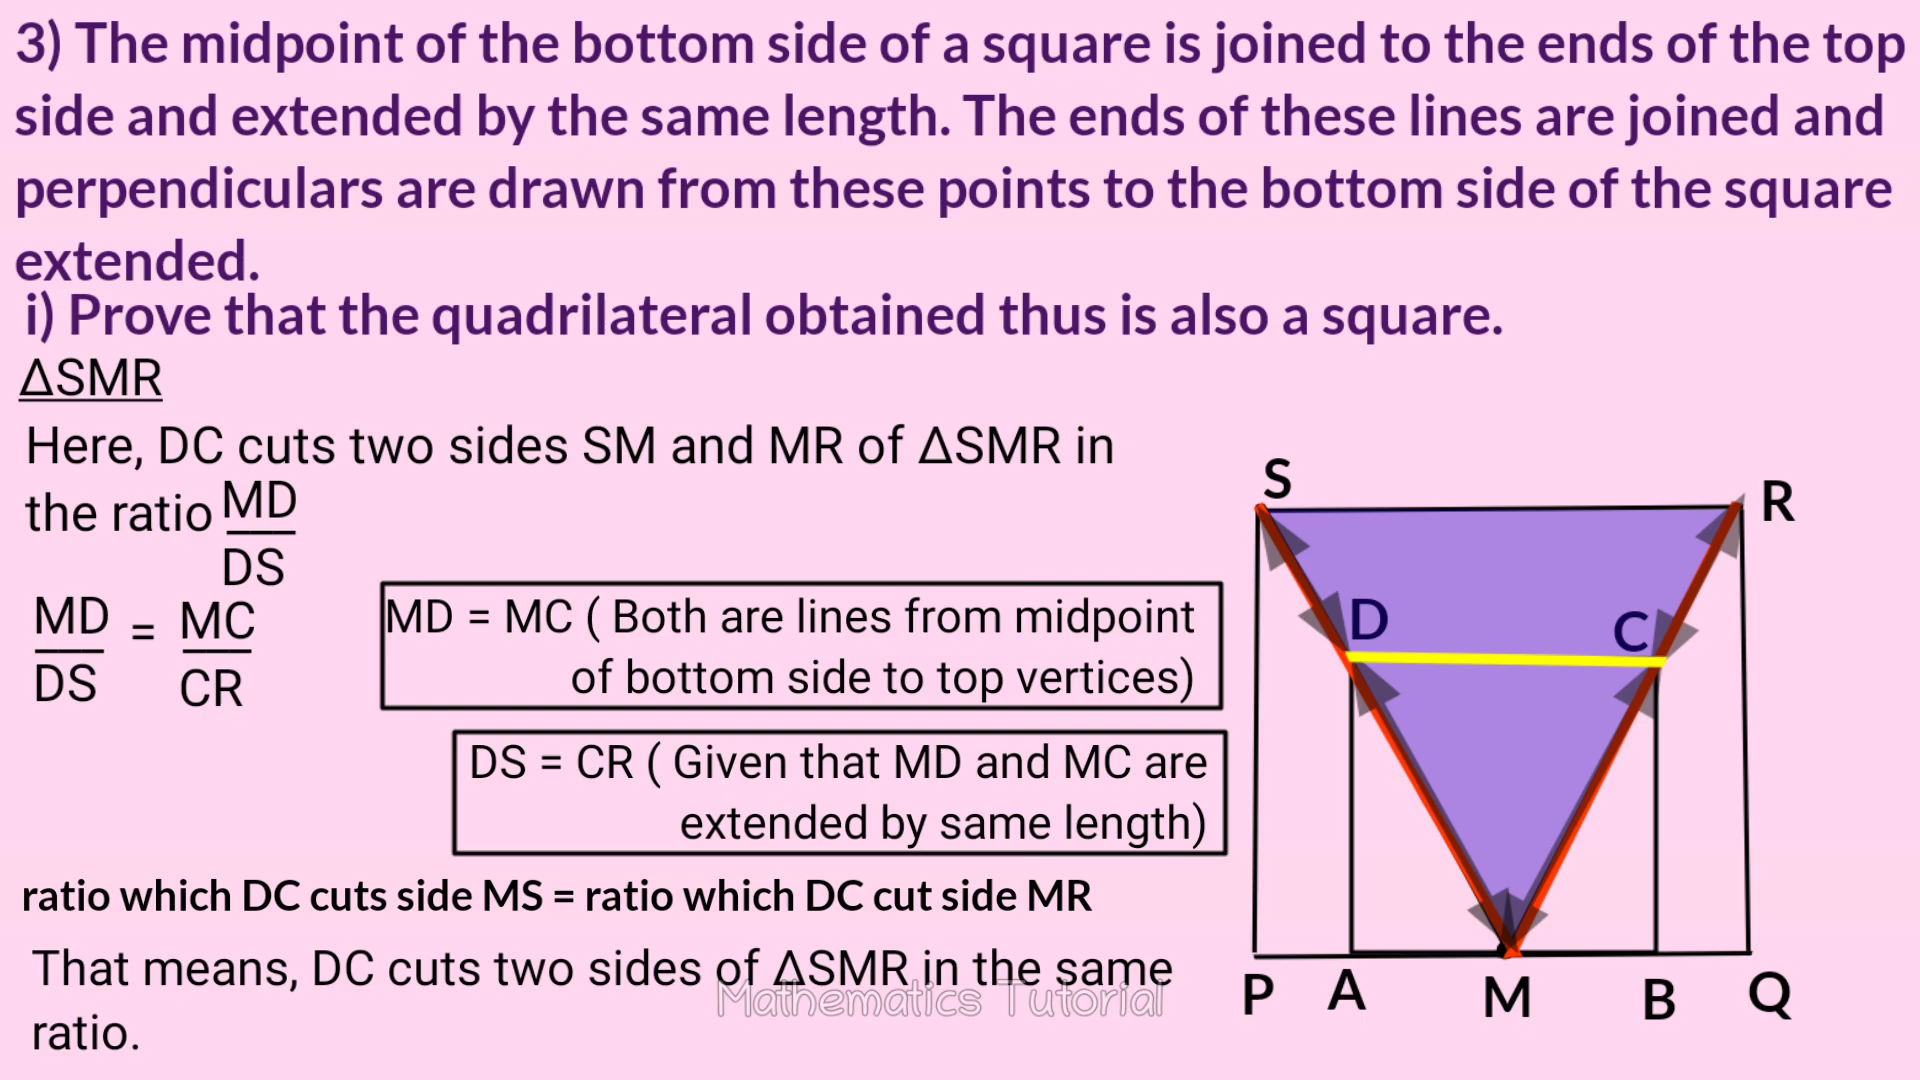 3) The midpoint of the bottom side of a square is joined to the ends of the top
side and extended by the same length. The ends of these lines are joined and
perpendiculars are drawn from these points to the bottom side of the square
extended.
i) Prove that the quadrilateral obtained thus is also a square.
ΔSMR
Here, DC cuts two sides SM and MR of ΔSMR in
the ratio MD
DS
MD = MC
DS CR
MD = MC ( Both are lines from midpoint
of bottom side to top vertices)
DS = CR ( Given that MD and MC are
extended by same length)
ratio which DC cuts side MS = ratio which DC cut side MR
That means, DC cuts two sides of ΔSMR in the same
ratio.
Mathematics Tutorial
S
R
D
C
P A M B Q